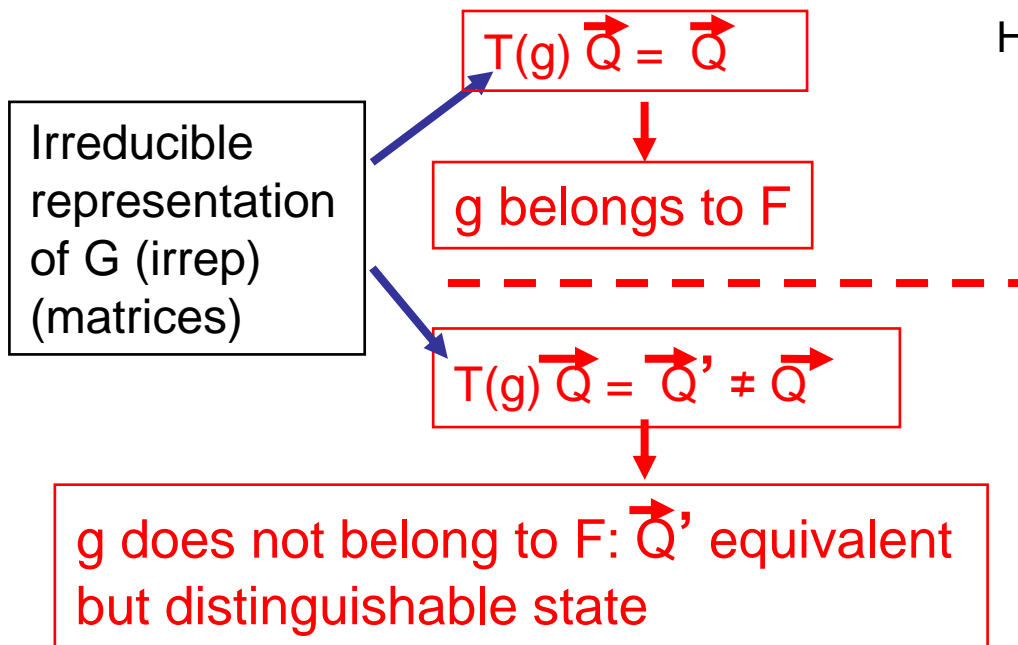 T(g) Q⃗ = Q⃗
H
Irreducible
representation
of G (irrep)
(matrices)
g belongs to F
T(g) Q⃗ = Q⃗’ ≠ Q⃗
g does not belong to F: Q⃗’ equivalent
but distinguishable state